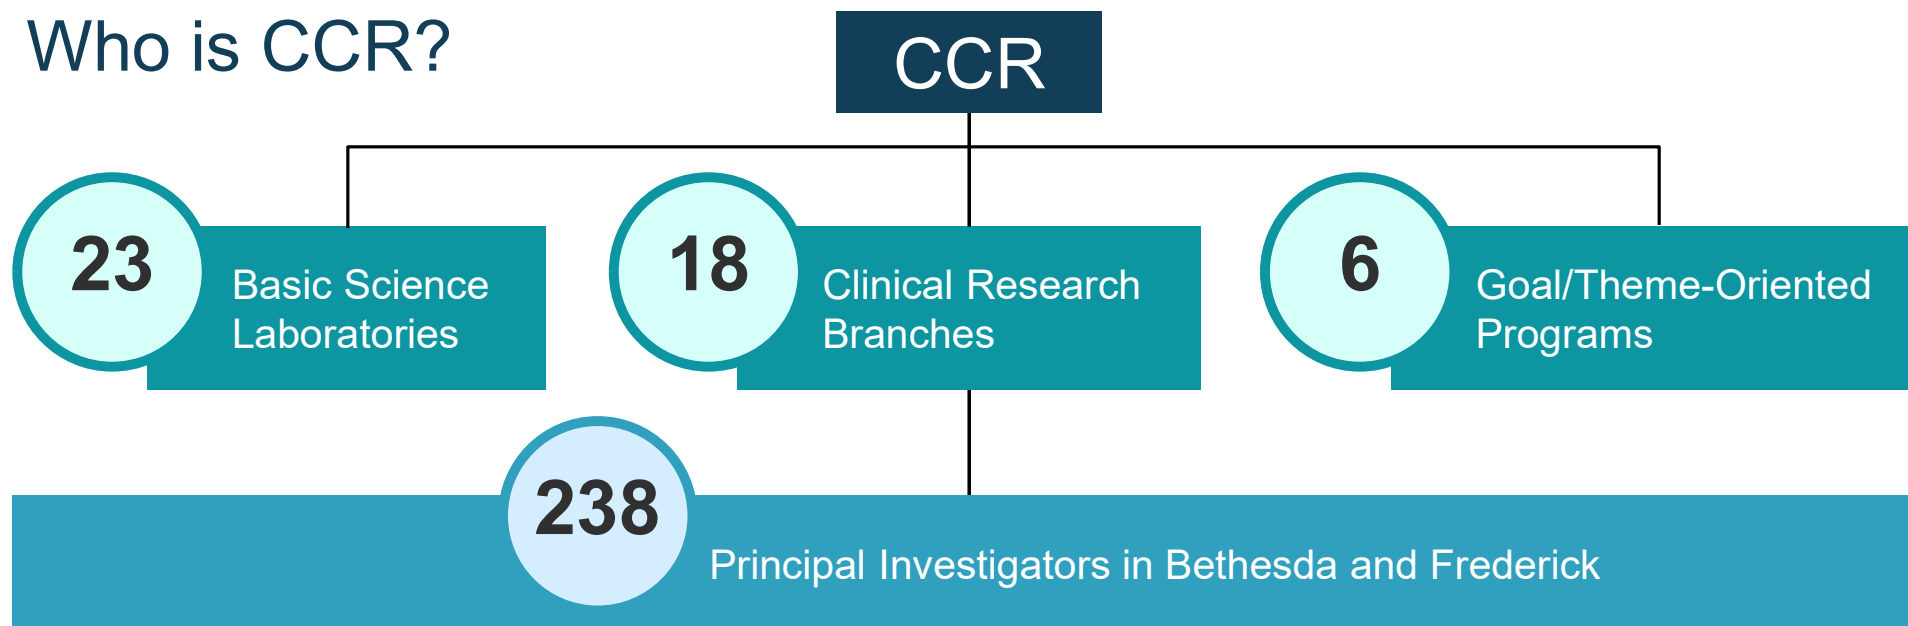 Who is CCR?
CCR
23
Basic Science
Laboratories
18
Clinical Research
Branches
6
Goal/Theme-Oriented
Programs
238
Principal Investigators in Bethesda and Frederick